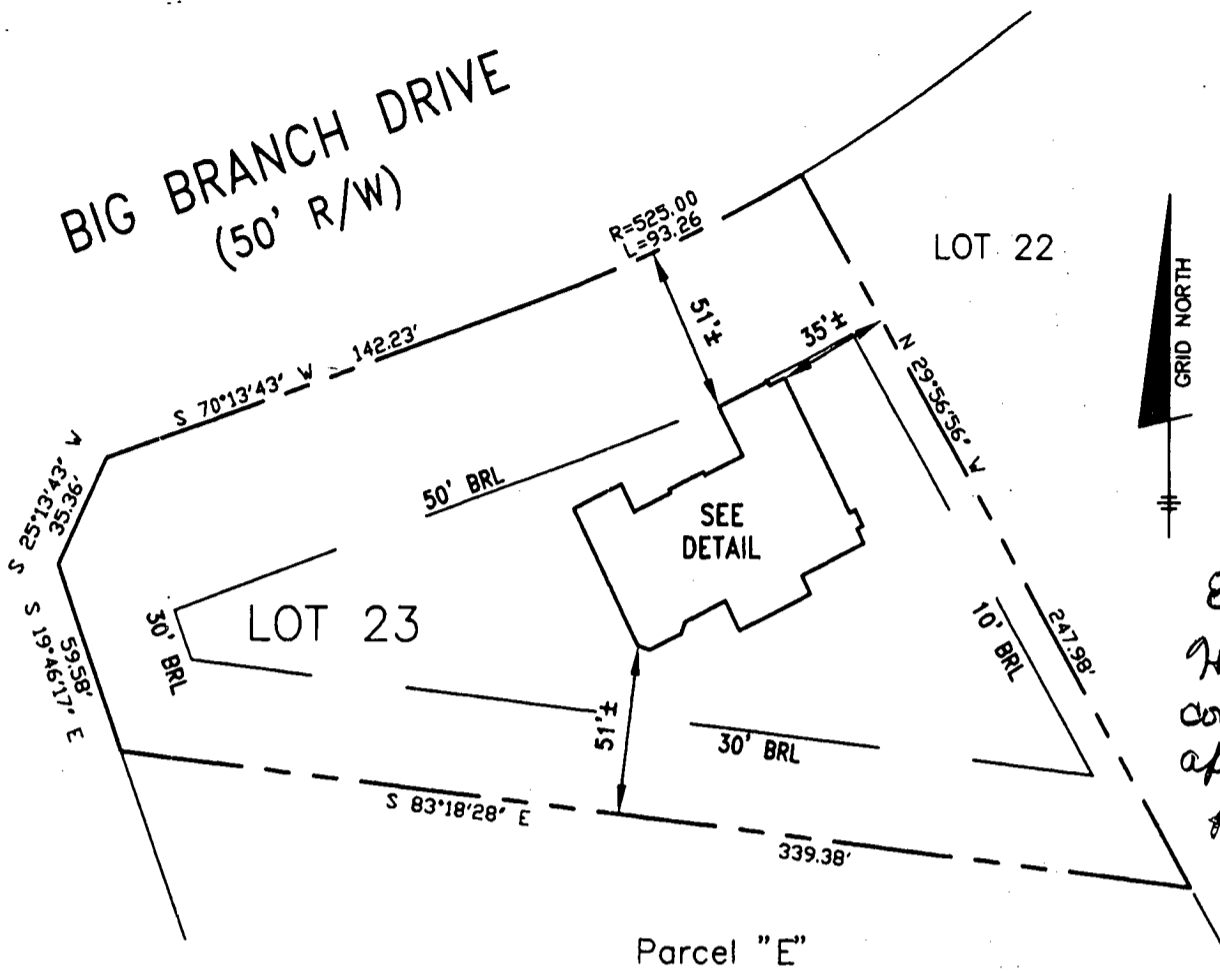 BIG BRANCH DRIVE
(50' R/W)
R=525.00
L=93.26
LOT 22
GRID NORTH
51'±
35'±
N 29°56'56" W
247.98'
S 70°13'43" W
142.23'
S 25°13'43" W
35.36'
50' BRL
SEE
DETAIL
30' BRL
LOT 23
59.58'
S 19°46'17" E
10' BRL
51'±
30' BRL
S 83°18'28" E
339.38'
Parcel "E"